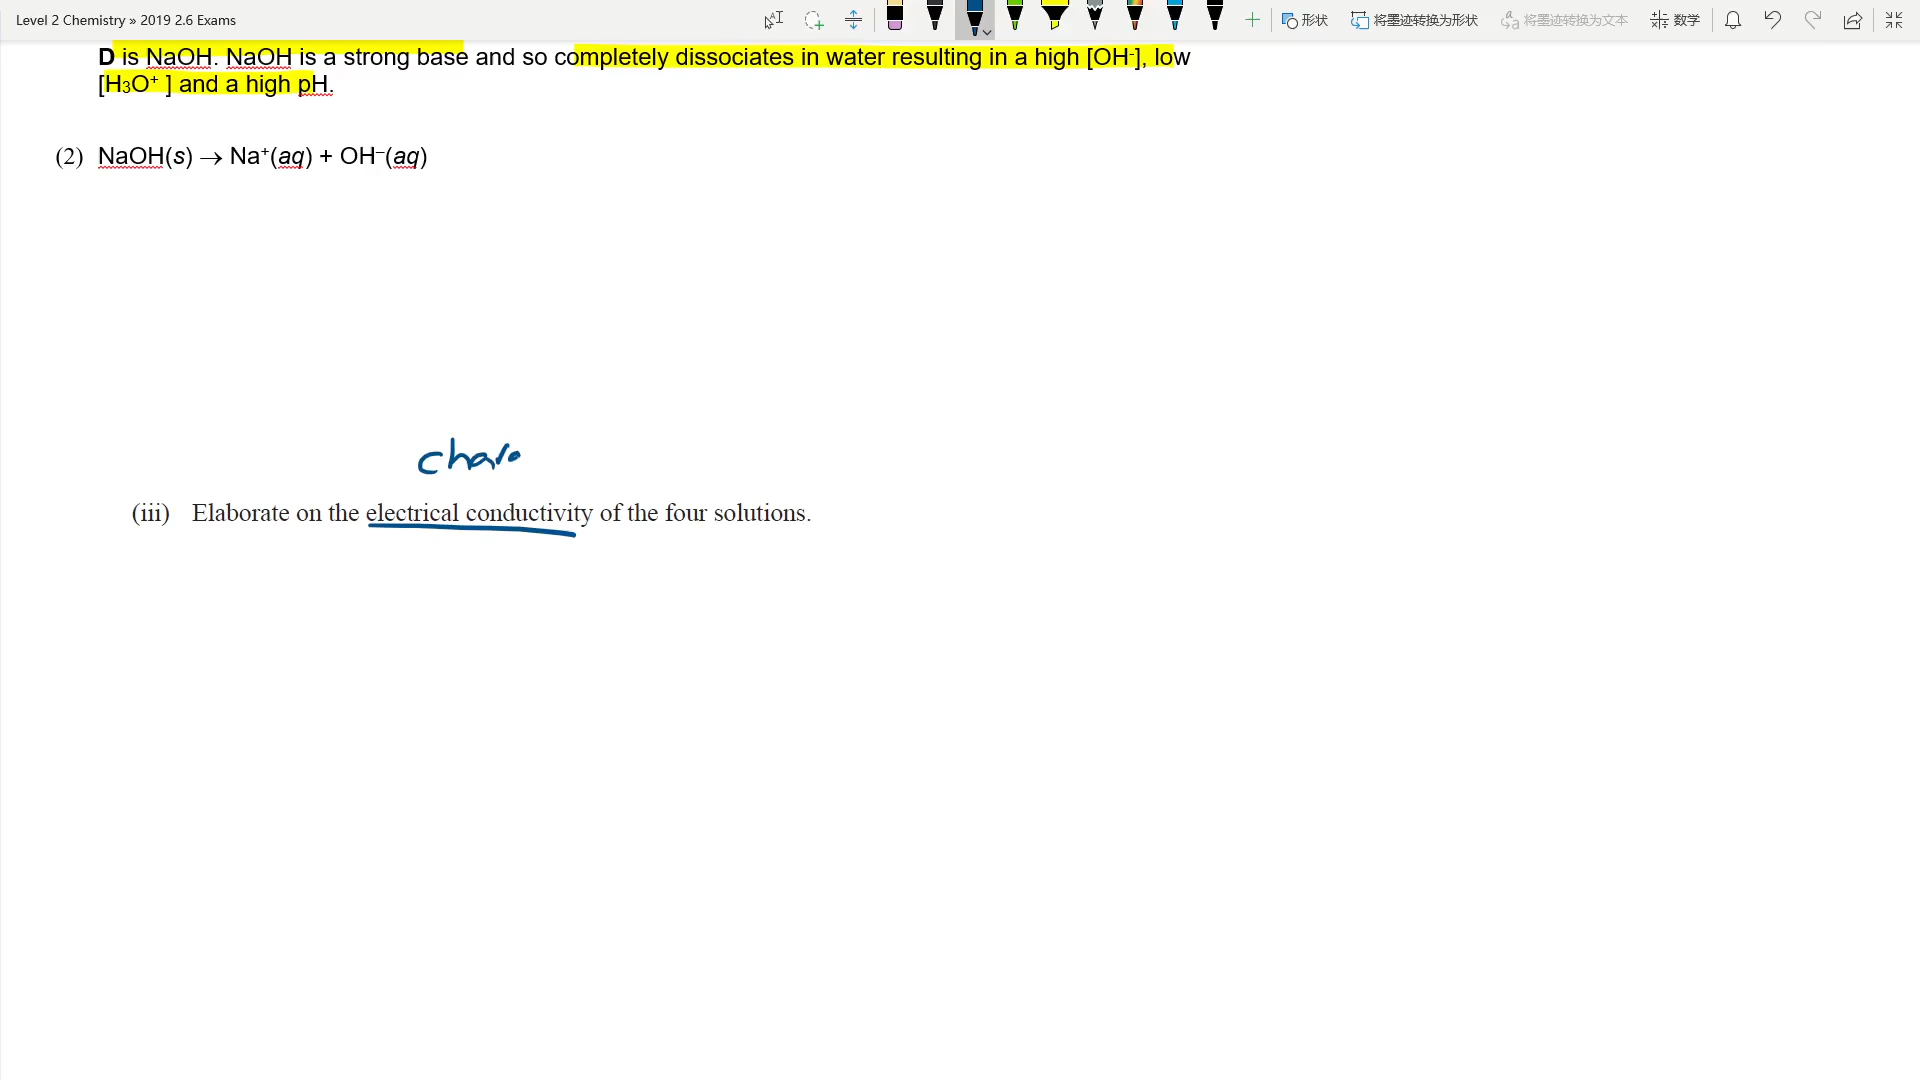 Level 2 Chemistry » 2019 2.6 Exams
形状 将墨迹转换为形状 将墨迹转换为文本 数学
D is NaOH. NaOH is a strong base and so completely dissociates in water resulting in a high [OH-], low
[H3O+ ] and a high pH.
(2) NaOH(s) → Na+(aq) + OH–(aq)
(iii) Elaborate on the electrical conductivity of the four solutions.